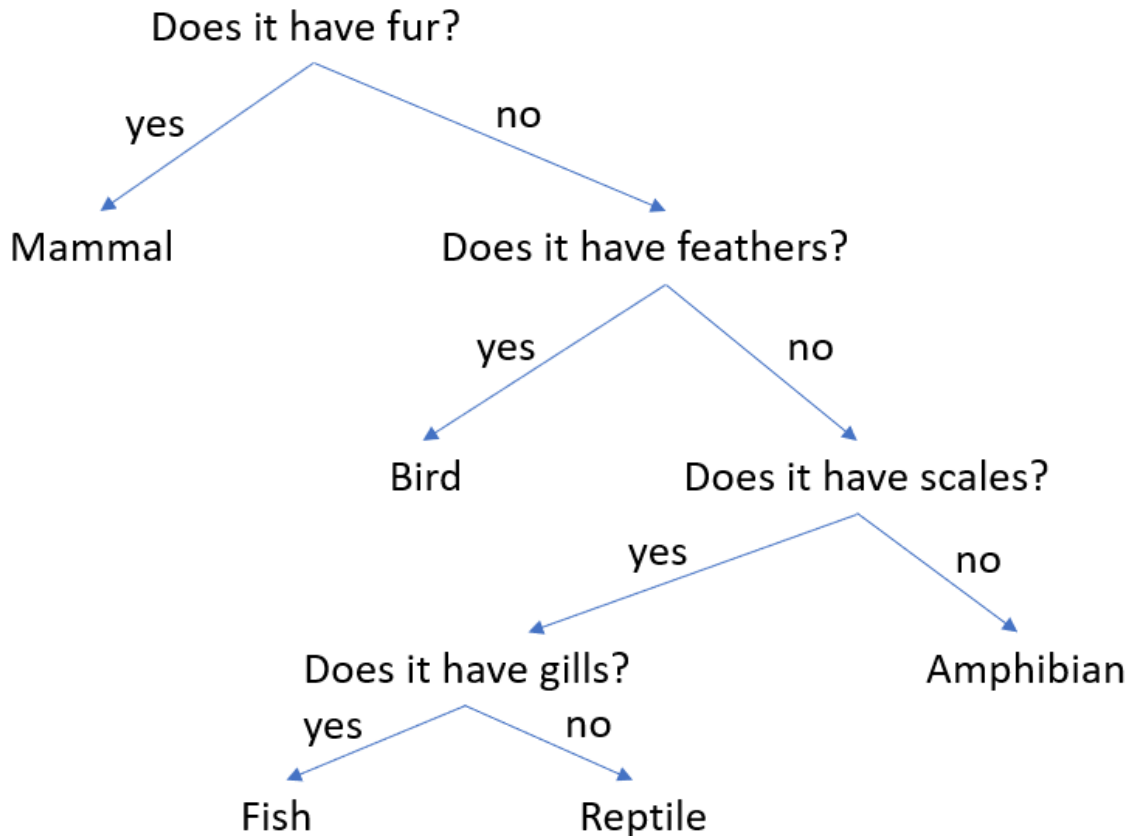 Does it have fur?
yes
no
Mammal
Does it have feathers?
yes
no
Bird
Does it have scales?
yes
no
Does it have gills?
Amphibian
yes
no
Fish
Reptile